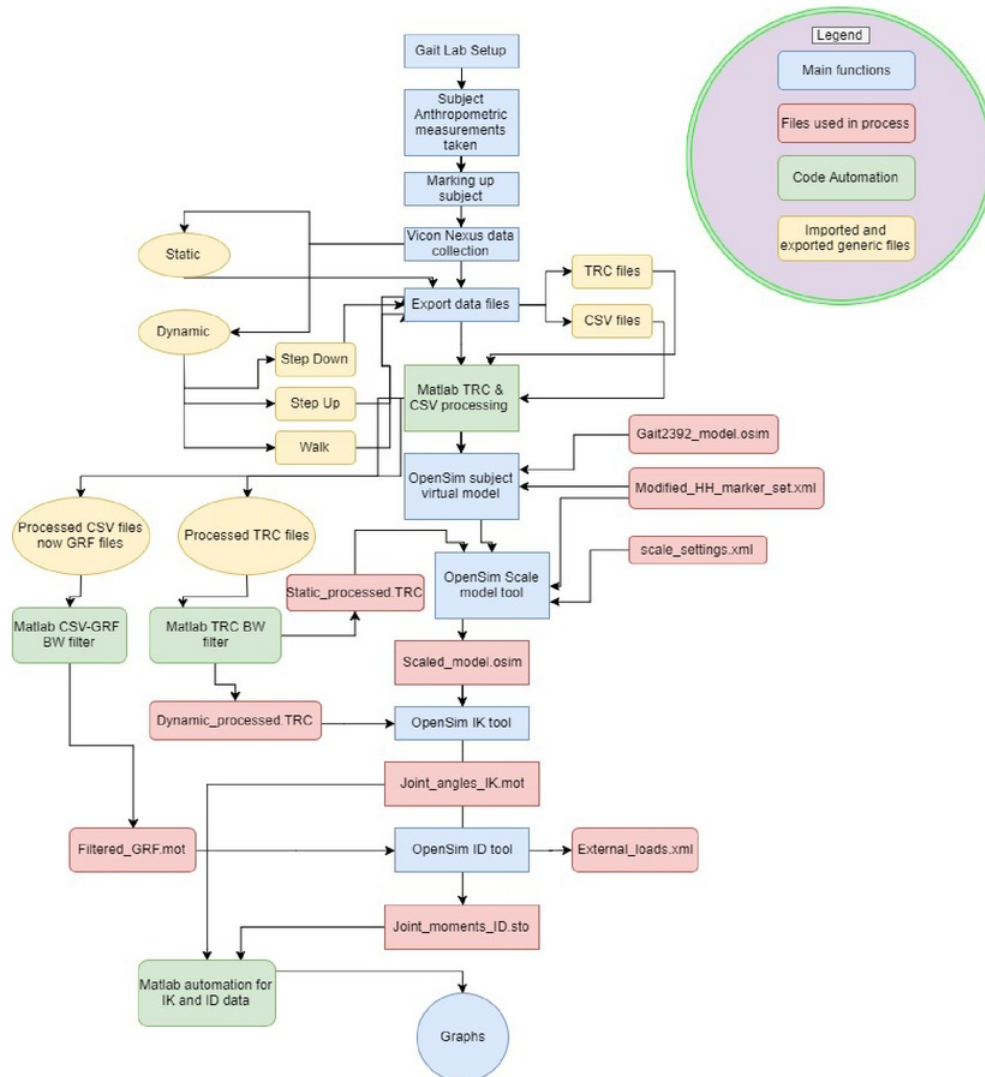 Legend
Main functions
Files used in process
Code Automation
Imported and
exported generic files
Gait Lab Setup
Subject
Anthropometric
measurements
taken
Marking up
subject
Vicon Nexus data
collection
Static
Export data files
TRC files
CSV files
Dynamic
Step Down
Step Up
Walk
Matlab TRC &
CSV processing
Gait2392_model.osim
OpenSim subject
virtual model
Modified_HH_marker_set.xml
Processed CSV files
now GRF files
Processed TRC files
scale_settings.xml
OpenSim Scale
model tool
Static_processed.TRC
Matlab CSV-GRF
BW filter
Matlab TRC BW
filter
Scaled_model.osim
Dynamic_processed.TRC
OpenSim IK tool
Joint_angles_IK.mot
Filtered_GRF.mot
OpenSim ID tool
External_loads.xml
Joint_moments_ID.sto
Matlab automation for
IK and ID data
Graphs